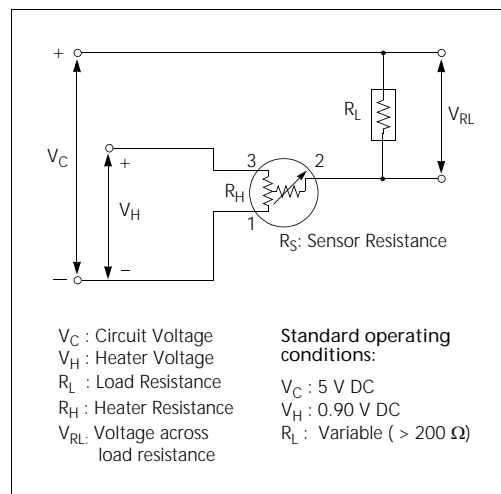 +
R_L
V_RL
V_C
+
3
2
V_H
R_H
1
R_S: Sensor Resistance
−
—
V_C : Circuit Voltage
V_H : Heater Voltage
R_L : Load Resistance
R_H : Heater Resistance
V_RL: Voltage across
load resistance
Standard operating
conditions:
V_C : 5 V DC
V_H : 0.90 V DC
R_L : Variable ( > 200 Ω)